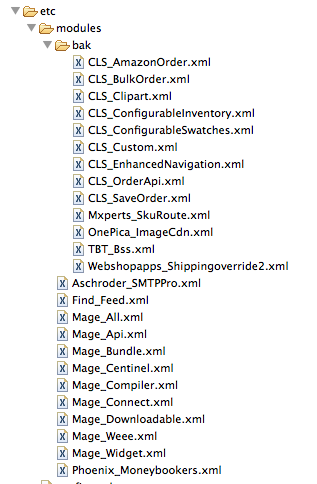 etc
modules
bak
CLS_AmazonOrder.xml
CLS_BulkOrder.xml
CLS_Clipart.xml
CLS_ConfigurableInventory.xml
CLS_ConfigurableSwatches.xml
CLS_Custom.xml
CLS_EnhancedNavigation.xml
CLS_OrderApi.xml
CLS_SaveOrder.xml
Mxperts_SkuRoute.xml
OnePica_ImageCdn.xml
TBT_Bss.xml
Webshopapps_Shippingoverride2.xml
Aschroder_SMTPPro.xml
Find_Feed.xml
Mage_All.xml
Mage_Api.xml
Mage_Bundle.xml
Mage_Centinel.xml
Mage_Compiler.xml
Mage_Connect.xml
Mage_Downloadable.xml
Mage_Weee.xml
Mage_Widget.xml
Phoenix_Moneybookers.xml